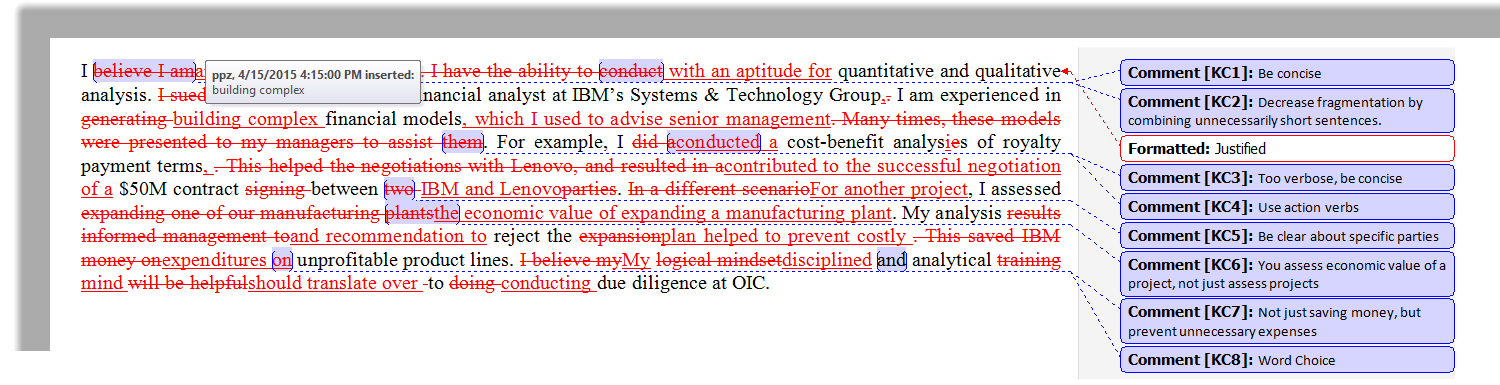 I believe I ama
ppz, 4/15/2015 4:15:00 PM inserted:
building complex
. I have the ability to conduct with an aptitude for quantitative and qualitative
analysis. I sued nancial analyst at IBM's Systems & Technology Group,. I am experienced in
generating building complex financial models, which I used to advise senior management. Many times, these models
were presented to my managers to assist them. For example, I did aconducted a cost-benefit analysies of royalty
payment terms, . This helped the negotiations with Lenovo, and resulted in acontributed to the successful negotiation
of a $50M contract signing between two IBM and Lenovoparties. In a different scenarioFor another project, I assessed
expanding one of our manufacturing plantsthe economic value of expanding a manufacturing plant. My analysis results
informed management toand recommendation to reject the expansionplan helped to prevent costly . This saved IBM
money onexpenditures on unprofitable product lines. I believe myMy logical mindsetdisciplined and analytical training
mind will be helpfulshould translate over -to doing conducting due diligence at OIC.
Comment [KC1]: Be concise
Comment [KC2]: Decrease fragmentation by
combining unnecessarily short sentences.
Formatted: Justified
Comment [KC3]: Too verbose, be concise
Comment [KC4]: Use action verbs
Comment [KC5]: Be clear about specific parties
Comment [KC6]: You assess economic value of a
project, not just assess projects
Comment [KC7]: Not just saving money, but
prevent unnecessary expenses
Comment [KC8]: Word Choice